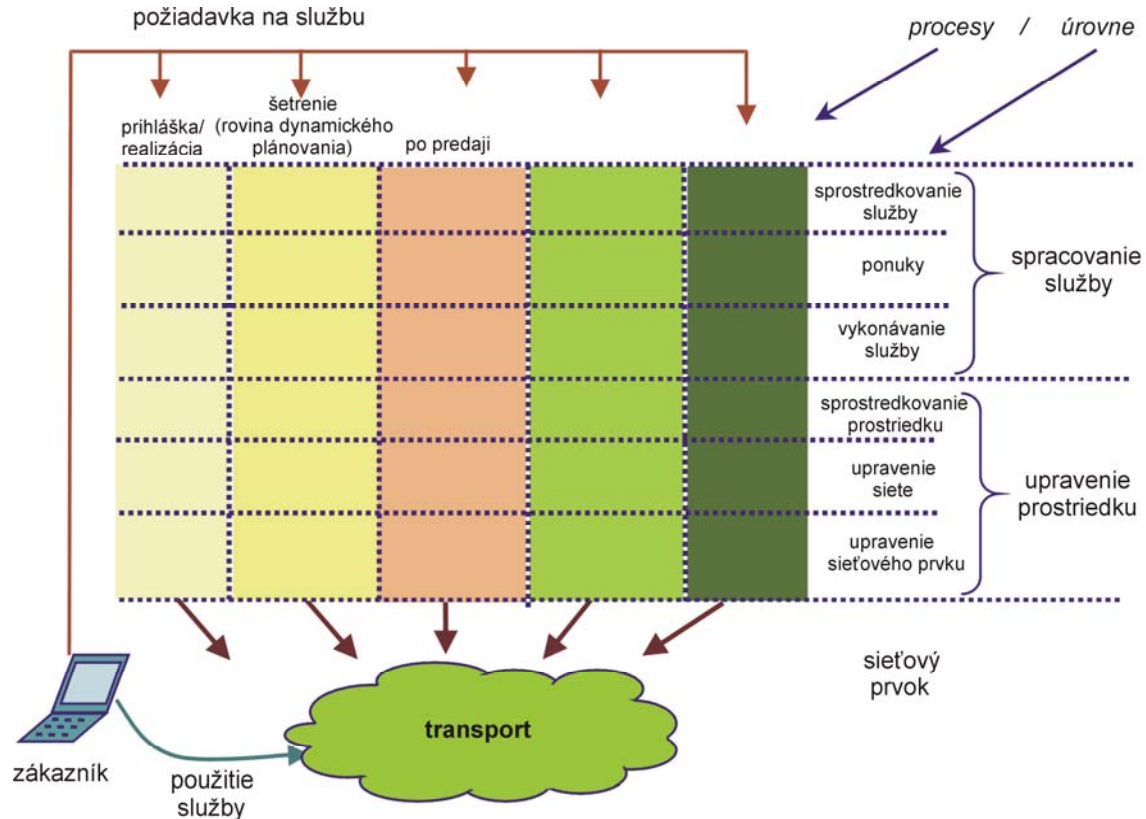 požiadavka na službu
procesy / úrovne
prihláška/
realizácia
šetrenie
(rovina dynamického
plánovania)
po predaji
sprostredkovanie
služby
ponuky
vykonávanie
služby
spracovanie
služby
sprostredkovanie
prostriedku
upravenie
siete
upravenie
sieťového prvku
upravenie
prostriedku
sieťový
prvok
transport
zákazník
použitie
služby